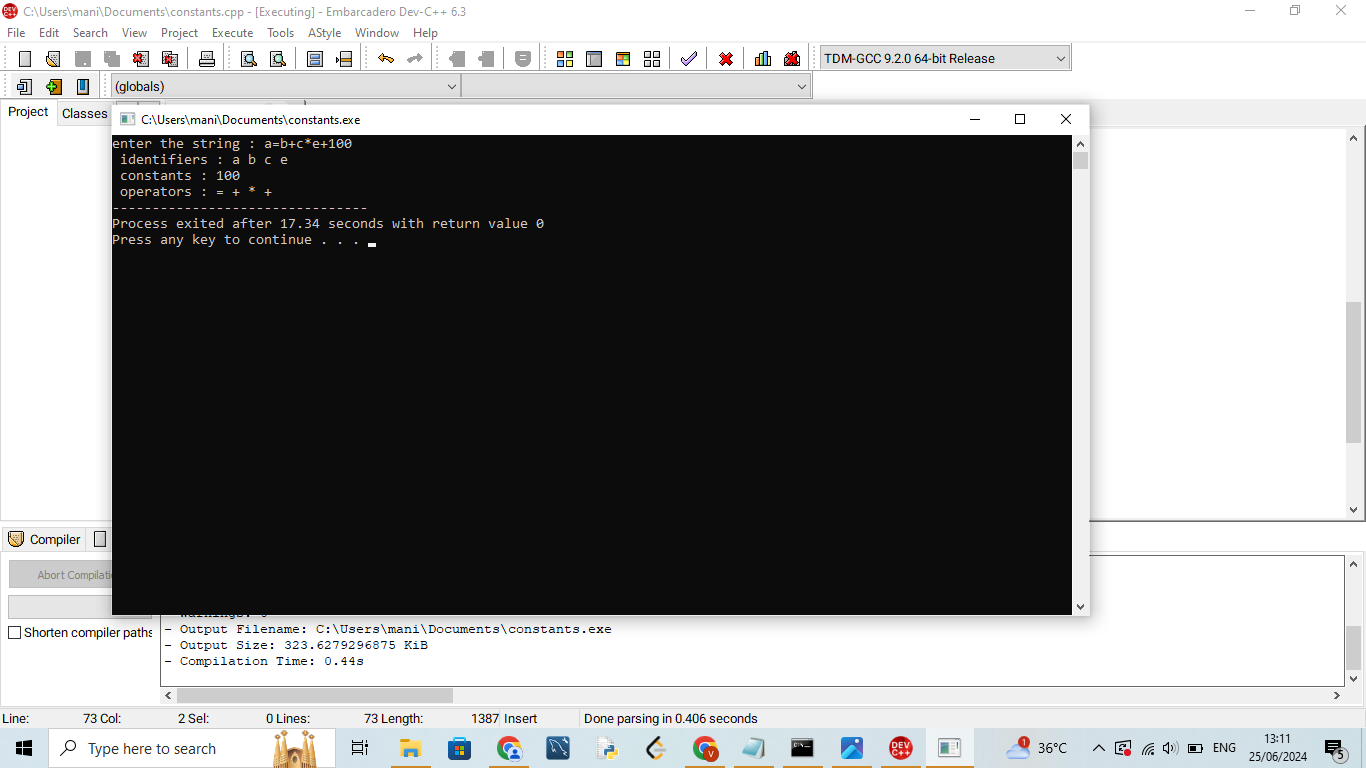 C:\Users\mani\Documents\constants.cpp - [Executing] - Embarcadero Dev-C++ 6.3
File Edit Search View Project Execute Tools AStyle Window Help
TDM-GCC 9.2.0 64-bit Release
(globals)
Project Classes
C:\Users\mani\Documents\constants.exe
enter the string : a=b+c*e+100
identifiers : a b c e
constants : 100
operators : = + * +
--------------------------------
Process exited after 17.34 seconds with return value 0
Press any key to continue . . .
Compiler
Abort Compilatio
Shorten compiler paths
- Output Filename: C:\Users\mani\Documents\constants.exe
- Output Size: 323.6279296875 KiB
- Compilation Time: 0.44s
Line: 73 Col: 2 Sel: 0 Lines: 73 Length: 1387 Insert Done parsing in 0.406 seconds
Type here to search
DEV C++
1 36°C ENG
13:11
25/06/2024
5